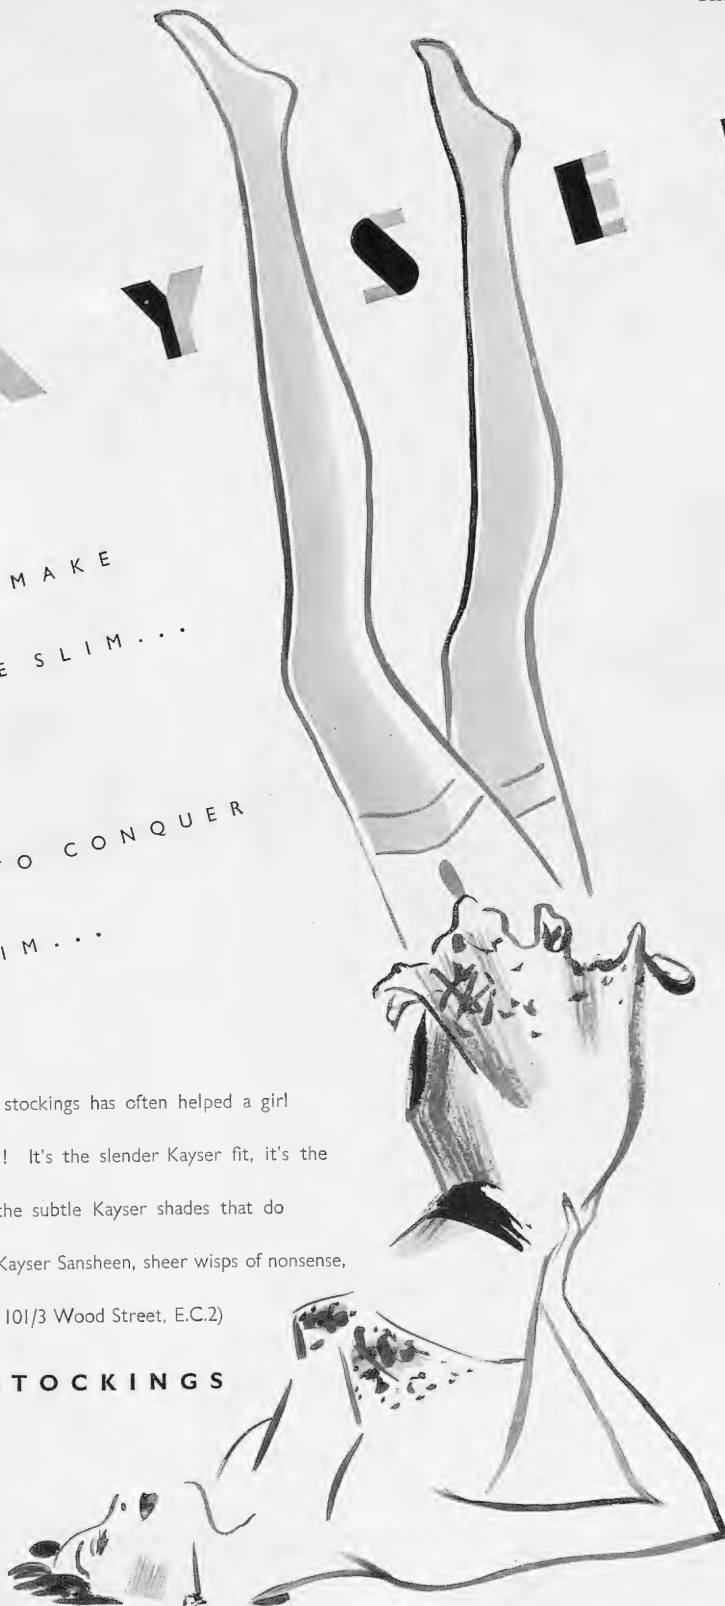 AYSE
MAKE
E SLIM...
O CONQUER
IM...
stockings has often helped a girl
! It's the slender Kayser fit, it's the
the subtle Kayser shades that do
Kayser Sansheen, sheer wisps of nonsense,
101/3 Wood Street, E.C.2)
TOCKINGS